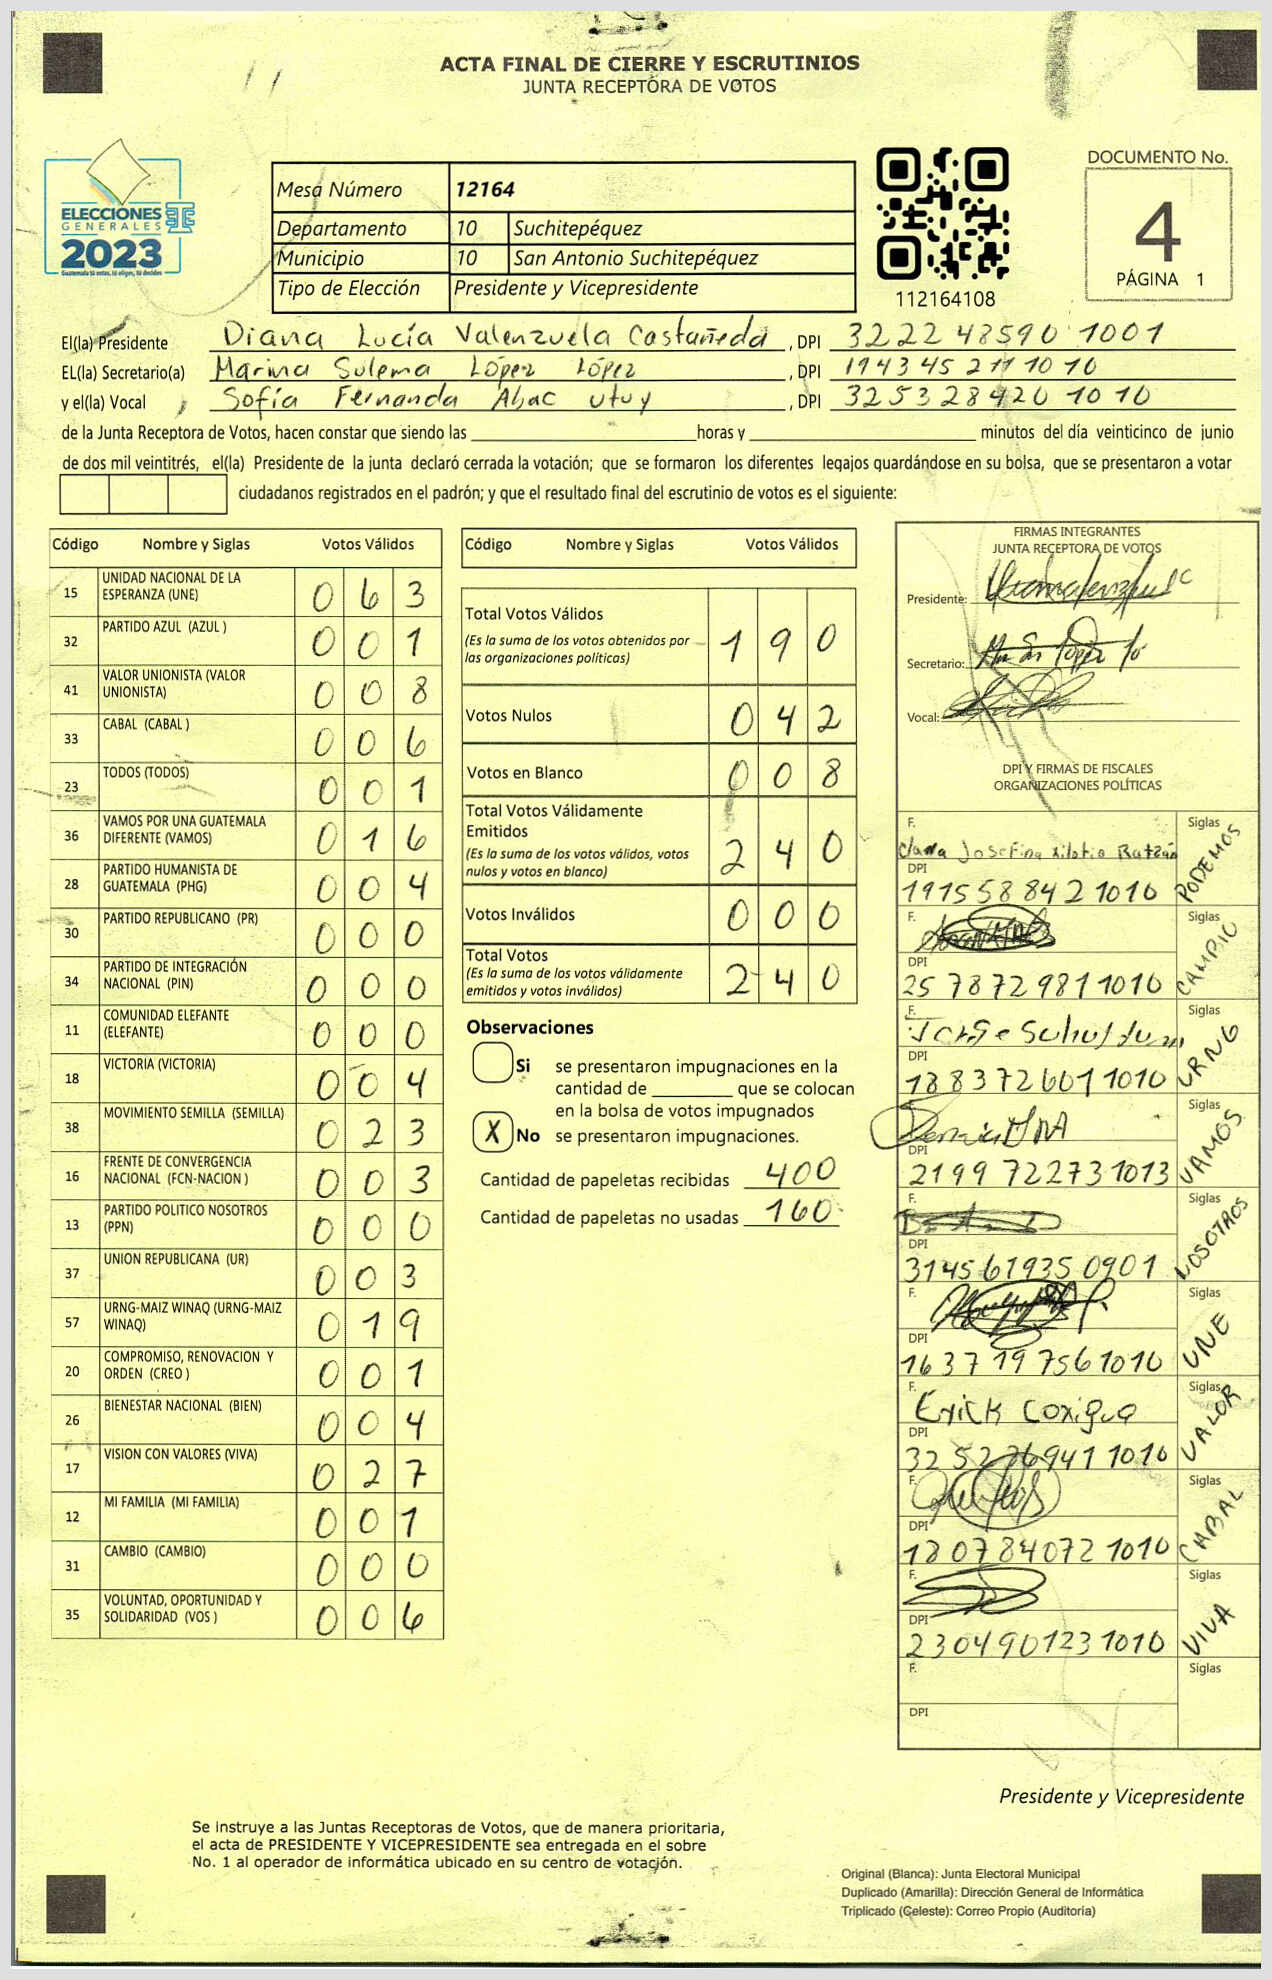 ACTA FINAL DE CIERRE Y ESCRUTINIOS
JUNTA RECEPTORA DE VOTOS
ELECCIONES
GENERALES
2023
Guatemala tú votas, tú eliges, tú decides
Mesa Número 12164
Departamento 10 Suchitepéquez
Municipio 10 San Antonio Suchitepéquez
Tipo de Elección Presidente y Vicepresidente
112164108
DOCUMENTO No.
4
PÁGINA 1
El(la) Presidente Diana Lucía Valenzuela Castañeda, DPI 3222 48590 1001
EL(la) Secretario(a) Marina Sulema López López, DPI 1943 45 211 10 10
y el(la) Vocal Sofía Fernanda Abac Utuy, DPI 3253 28420 1010
de la Junta Receptora de Votos, hacen constar que siendo las horas y minutos del día veinticinco de junio
de dos mil veintitrés, el(la) Presidente de la junta declaró cerrada la votación; que se formaron los diferentes legajos guardándose en su bolsa, que se presentaron a votar
ciudadanos registrados en el padrón; y que el resultado final del escrutinio de votos es el siguiente:
Código Nombre y Siglas Votos Válidos
15 UNIDAD NACIONAL DE LA ESPERANZA (UNE) 0 6 3
32 PARTIDO AZUL (AZUL ) 0 0 1
41 VALOR UNIONISTA (VALOR UNIONISTA) 0 0 8
33 CABAL (CABAL ) 0 0 6
23 TODOS (TODOS) 0 0 1
36 VAMOS POR UNA GUATEMALA DIFERENTE (VAMOS) 0 1 6
28 PARTIDO HUMANISTA DE GUATEMALA (PHG) 0 0 4
30 PARTIDO REPUBLICANO (PR) 0 0 0
34 PARTIDO DE INTEGRACIÓN NACIONAL (PIN) 0 0 0
11 COMUNIDAD ELEFANTE (ELEFANTE) 0 0 0
18 VICTORIA (VICTORIA) 0 0 4
38 MOVIMIENTO SEMILLA (SEMILLA) 0 2 3
16 FRENTE DE CONVERGENCIA NACIONAL (FCN-NACION ) 0 0 3
13 PARTIDO POLITICO NOSOTROS (PPN) 0 0 0
37 UNION REPUBLICANA (UR) 0 0 3
57 URNG-MAIZ WINAQ (URNG-MAIZ WINAQ) 0 1 9
20 COMPROMISO, RENOVACION Y ORDEN (CREO ) 0 0 1
26 BIENESTAR NACIONAL (BIEN) 0 0 4
17 VISION CON VALORES (VIVA) 0 2 7
12 MI FAMILIA (MI FAMILIA) 0 0 1
31 CAMBIO (CAMBIO) 0 0 0
35 VOLUNTAD, OPORTUNIDAD Y SOLIDARIDAD (VOS ) 0 0 6
Código Nombre y Siglas Votos Válidos
Total Votos Válidos 1 9 0
(Es la suma de los votos obtenidos por
las organizaciones politicas)
Votos Nulos 0 4 2
Votos en Blanco 0 0 8
Total Votos Válidamente
Emitidos 2 4 0
(Es la suma de los votos válidos, votos
nulos y votos en blanco)
Votos Inválidos 0 0 0
Total Votos 2 4 0
(Es la suma de los votos válidamente
emitidos y votos inválidos)
Observaciones
Si se presentaron impugnaciones en la
cantidad de que se colocan
en la bolsa de votos impugnados
X No se presentaron impugnaciones.
Cantidad de papeletas recibidas 400
Cantidad de papeletas no usadas 160
FIRMAS INTEGRANTES
JUNTA RECEPTORA DE VOTOS
Presidente:
Secretario:
Vocal:
DPI Y FIRMAS DE FISCALES
ORGANIZACIONES POLÍTICAS
F. Josefina Siglas
DPI PODEMOS
1915 58842 1010
F. Siglas
DPI CAMBIO
25 78 72981 1010
F. Siglas
DPI URNG
1883 72601 1010
F. Siglas
DPI VAMOS
2199 72273 1013
F. Siglas
DPI NOSOTROS
3145 61935 0901
F. Siglas
DPI UNE
1637 19756 1010
F. Erick Coxigua Siglas
DPI VALOR
3252 76941 1010
F. Siglas
DPI CABAL
1807 84072 1010
F. Siglas
DPI VIVA
2304 90123 1010
F. Siglas
DPI
Presidente y Vicepresidente
Se instruye a las Juntas Receptoras de Votos, que de manera prioritaria,
el acta de PRESIDENTE Y VICEPRESIDENTE sea entregada en el sobre
No. 1 al operador de informática ubicado en su centro de votación.
Original (Blanca): Junta Electoral Municipal
Duplicado (Amarilla): Dirección General de Informática
Triplicado (Celeste): Correo Propio (Auditoría)